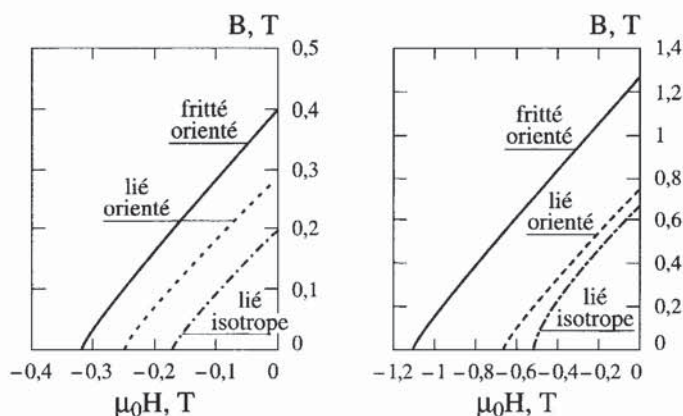 B, T
0,5
0,4
0,3
0,2
0,1
0
fritté
orienté
lié
orienté
lié
isotrope
−0,4 −0,3 −0,2 −0,1 0
μ₀H, T
B, T
1,4
1,2
1
0,8
0,6
0,4
0,2
0
fritté
orienté
lié
orienté
lié
isotrope
−1,2 −1 −0,8 −0,6 −0,4 −0,2 0
μ₀H, T